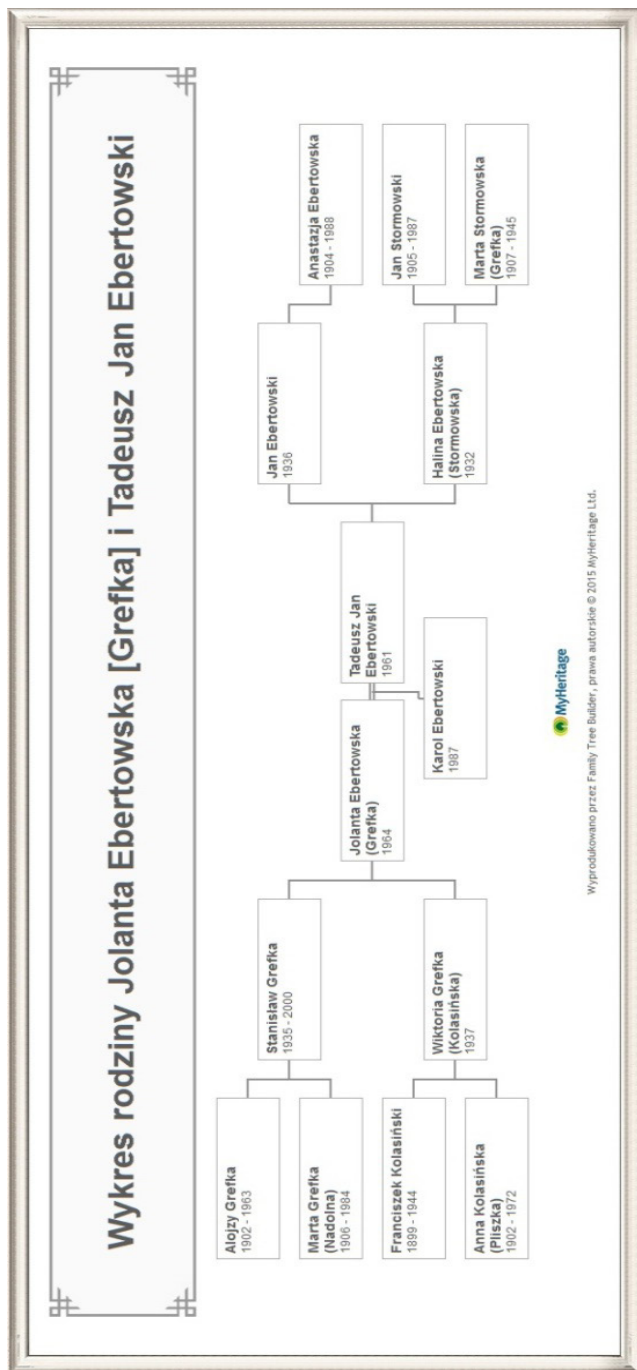 Wykres rodziny Jolanta Ebertowska [Grefka] i Tadeusz Jan Ebertowski
Alojzy Grefka
1902 - 1963
Marta Grefka
(Nadolna)
1906 - 1984
Franciszek Kolasiński
1899 - 1944
Anna Kolasińska
(Pliszka)
1902 - 1972
Stanisław Grefka
1935 - 2000
Wiktoria Grefka
(Kolasińska)
1937
Jolanta Ebertowska
(Grefka)
1964
Tadeusz Jan
Ebertowski
1961
Karol Ebertowski
1987
Jan Ebertowski
1936
Halina Ebertowska
(Stormowska)
1932
Anastazja Ebertowska
1904 - 1988
Jan Stormowski
1905 - 1987
Marta Stormowska
(Grefka)
1907 - 1945
MyHeritage
Wyprodukowano przez Family Tree Builder, prawa autorskie © 2015 MyHeritage Ltd.